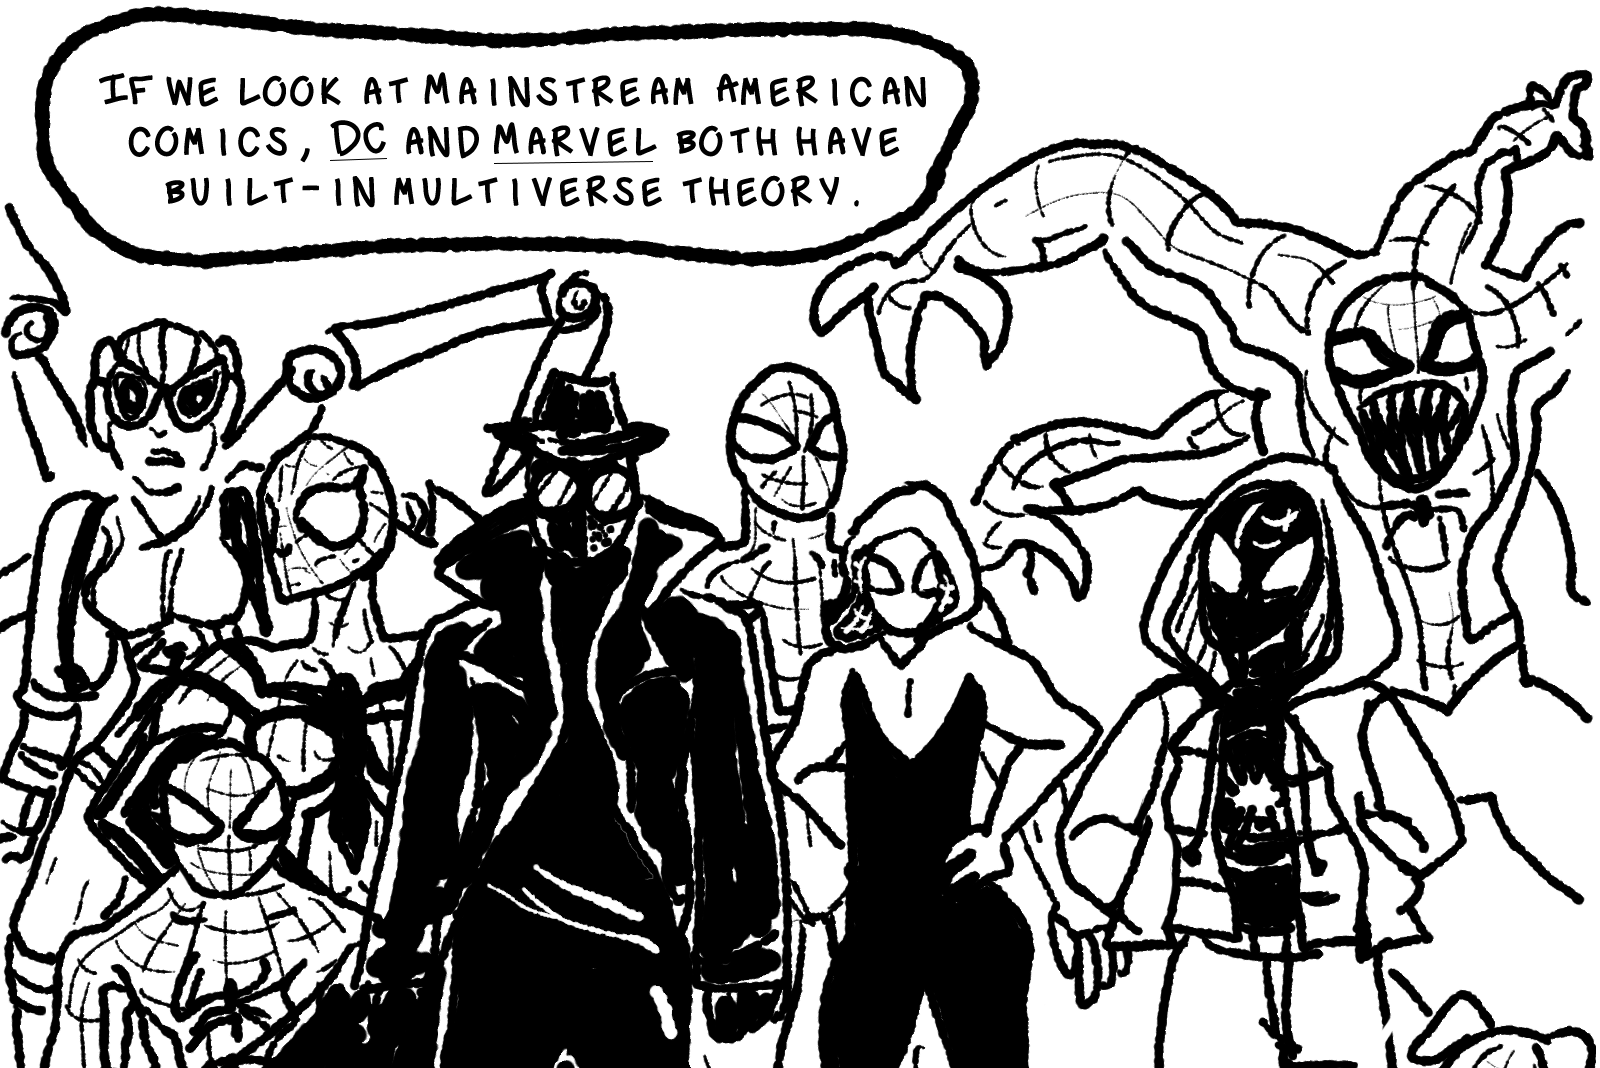 IF WE LOOK AT MAINSTREAM AMERICAN
COMICS, DC AND MARVEL BOTH HAVE
BUILT-IN MULTIVERSE THEORY.